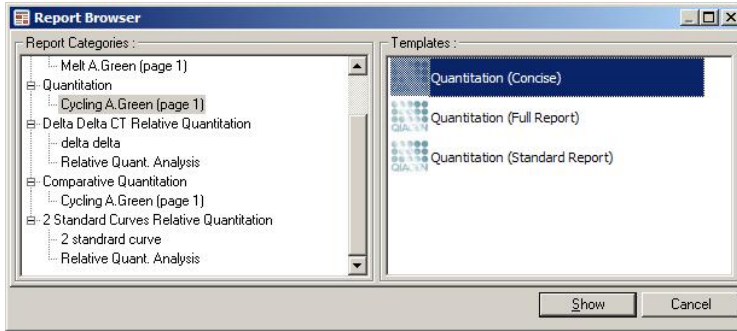 Report Browser
Report Categories :
Melt A.Green (page 1)
Quantitation
Cycling A.Green (page 1)
Delta Delta CT Relative Quantitation
delta delta
Relative Quant. Analysis
Comparative Quantitation
Cycling A.Green (page 1)
2 Standard Curves Relative Quantitation
2 standrard curve
Relative Quant. Analysis
Templates :
Quantitation (Concise)
Quantitation (Full Report)
QIAGEN
Quantitation (Standard Report)
QIAGEN
Show
Cancel